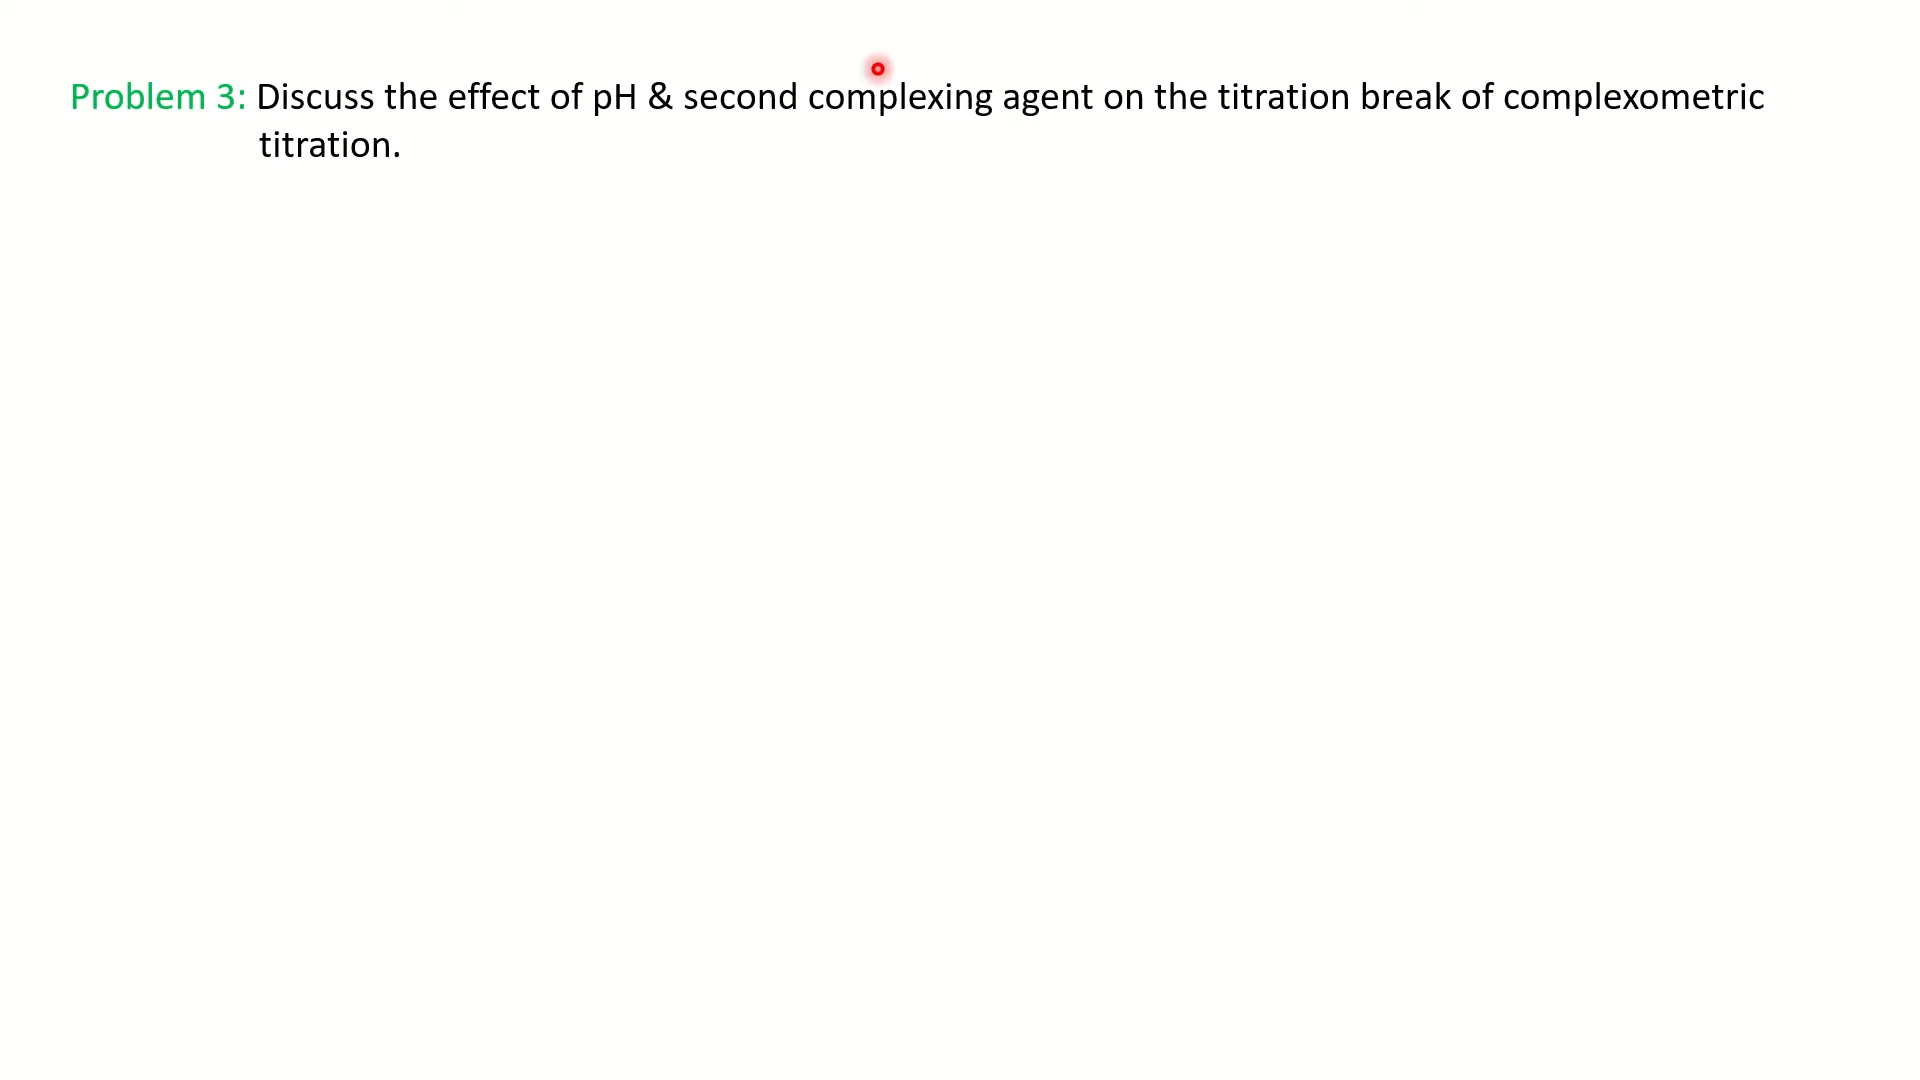 Problem 3: Discuss the effect of pH & second complexing agent on the titration break of complexometric
titration.